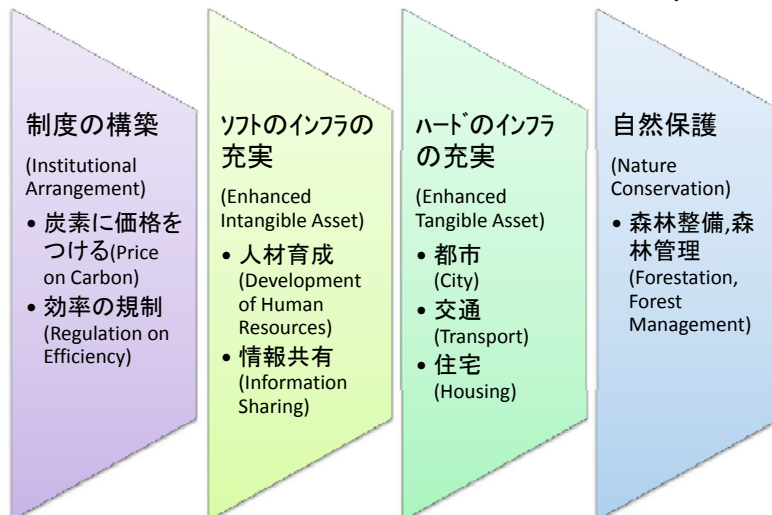 制度の構築
(Institutional
Arrangement)
• 炭素に価格を
つける(Price
on Carbon)
• 効率の規制
(Regulation on
Efficiency)
ｿﾌﾄのインフラの
充実
(Enhanced
Intangible Asset)
• 人材育成
(Development
of Human
Resources)
• 情報共有
(Information
Sharing)
ﾊｰﾄﾞのインフラ
の充実
(Enhanced
Tangible Asset)
• 都市
(City)
• 交通
(Transport)
• 住宅
(Housing)
自然保護
(Nature
Conservation)
• 森林整備,森
林管理
(Forestation,
Forest
Management)